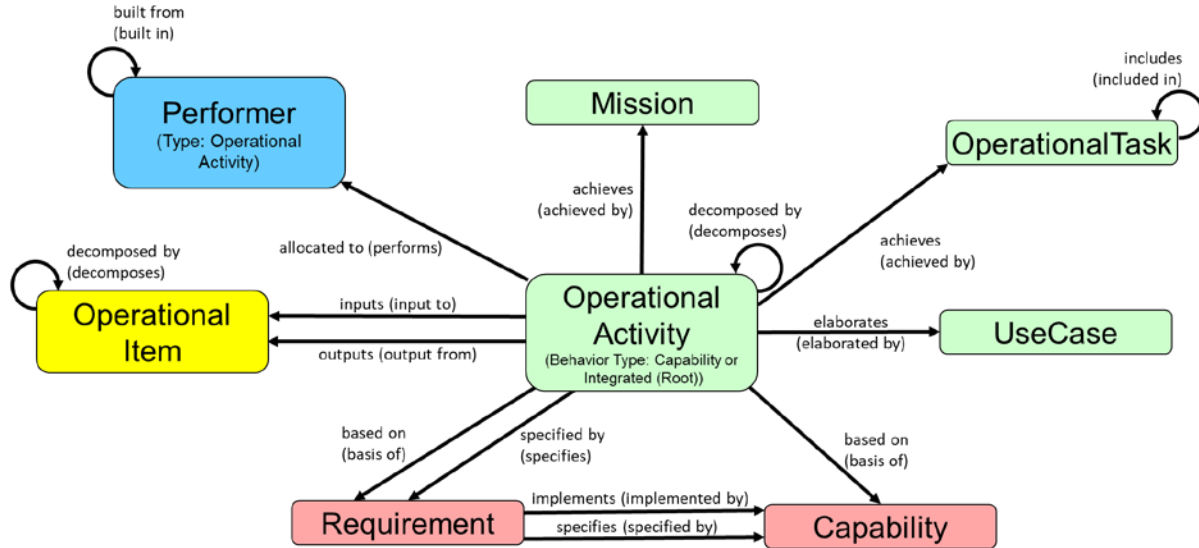 built from
(built in)
Performer
(Type: Operational
Activity)
Mission
includes
(included in)
OperationalTask
achieves
(achieved by)
decomposed by
(decomposes)
achieves
(achieved by)
allocated to (performs)
decomposed by
(decomposes)
Operational
Item
inputs (input to)
outputs (output from)
Operational
Activity
(Behavior Type: Capability or
Integrated (Root))
elaborates
(elaborated by)
UseCase
based on
(basis of)
specified by
(specifies)
based on
(basis of)
Requirement
implements (implemented by)
specifies (specified by)
Capability